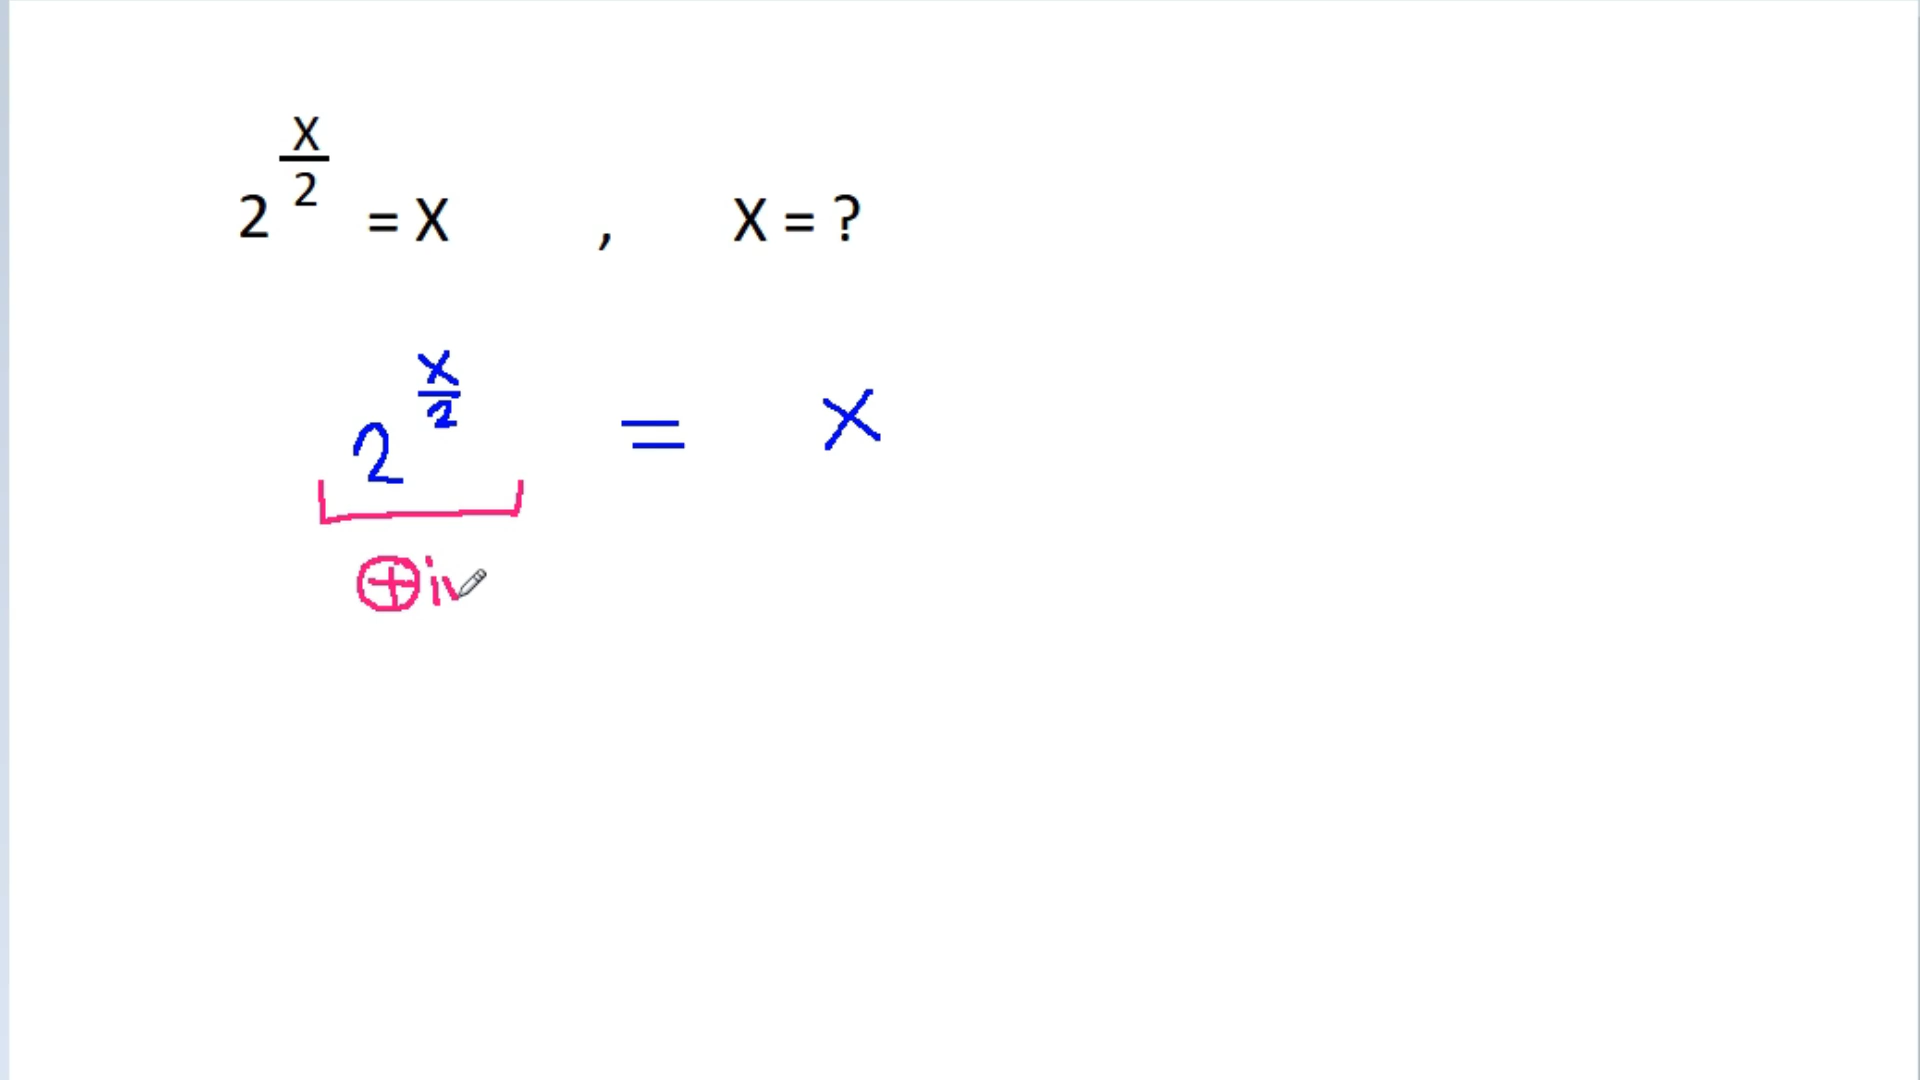 2^(X/2) = X , X = ?
2^(x/2) = x
⊕iv